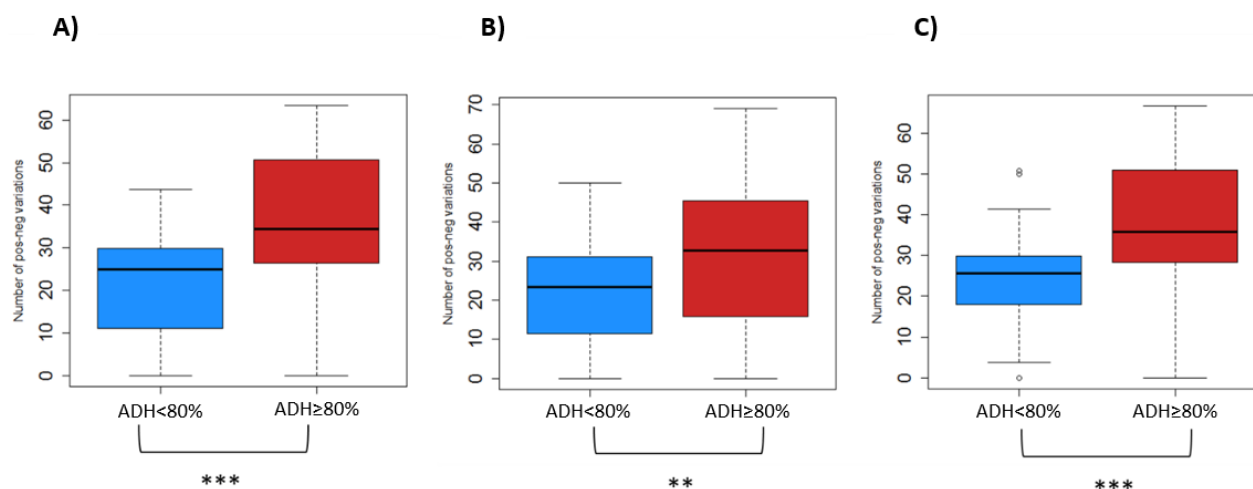 A)
B)
C)
Number of pos-neg variations
60
50
40
30
20
10
0
ADH<80%
ADH≥80%
***
Number of pos-neg variations
70
60
50
40
30
20
10
0
ADH<80%
ADH≥80%
**
Number of pos-neg variations
60
50
40
30
20
10
0
ADH<80%
ADH≥80%
***